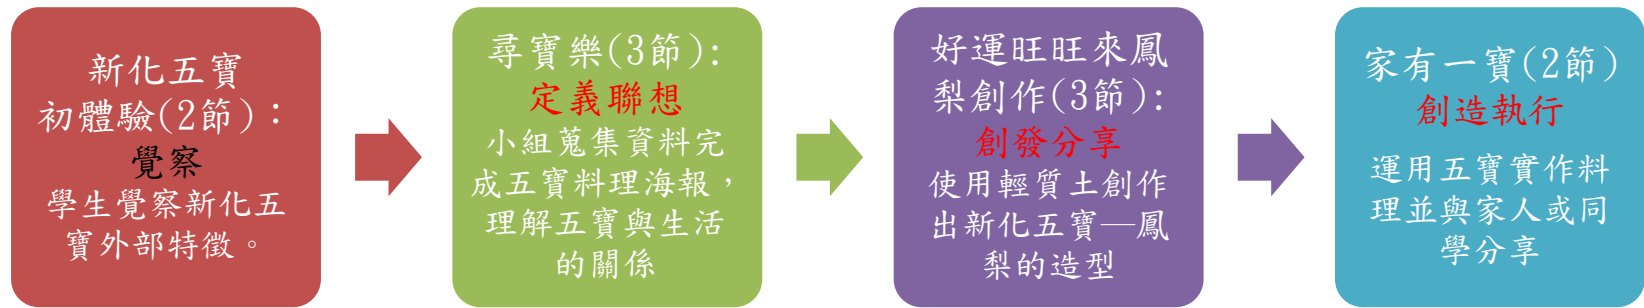 新化五寶
初體驗(2節)：
覺察
學生覺察新化五
寶外部特徵。
尋寶樂(3節):
定義聯想
小組蒐集資料完
成五寶料理海報，
理解五寶與生活
的關係
好運旺旺來鳳
梨創作(3節):
創發分享
使用輕質土創作
出新化五寶—鳳
梨的造型
家有一寶(2節)
創造執行
運用五寶實作料
理並與家人或同
學分享